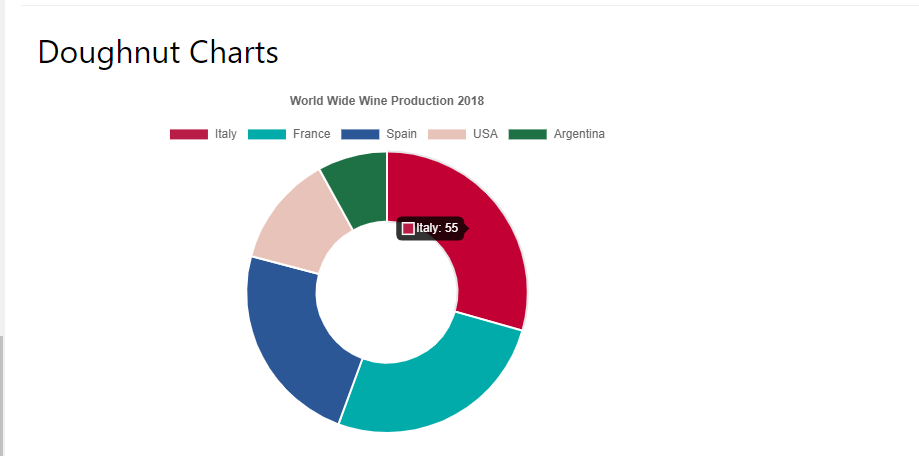 Doughnut Charts
World Wide Wine Production 2018
Italy France Spain USA Argentina
Italy: 55